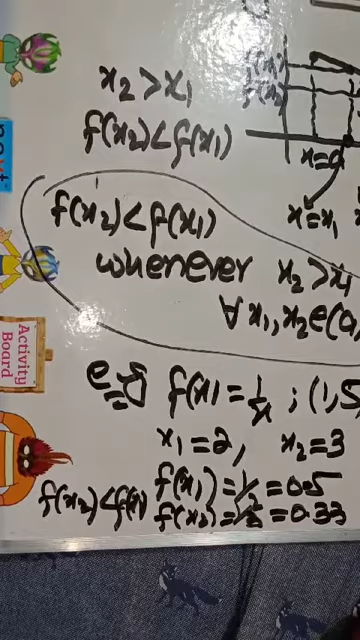 x₂ > x₁
f(x₂) < f(x₁)
x=a
x=x₁
f(x₂) < f(x₁)
whenever x₂ > x₁
∀ x₁, x₂ ∈ (a,
e.g) f(x) = 1/x ; (1, 5
x₁ = 2, x₂ = 3
f(x₁) = 1/2 = 0.5
f(x₂) < f(x₁) f(x₂) = 1/3 = 0.33
Activity
Board